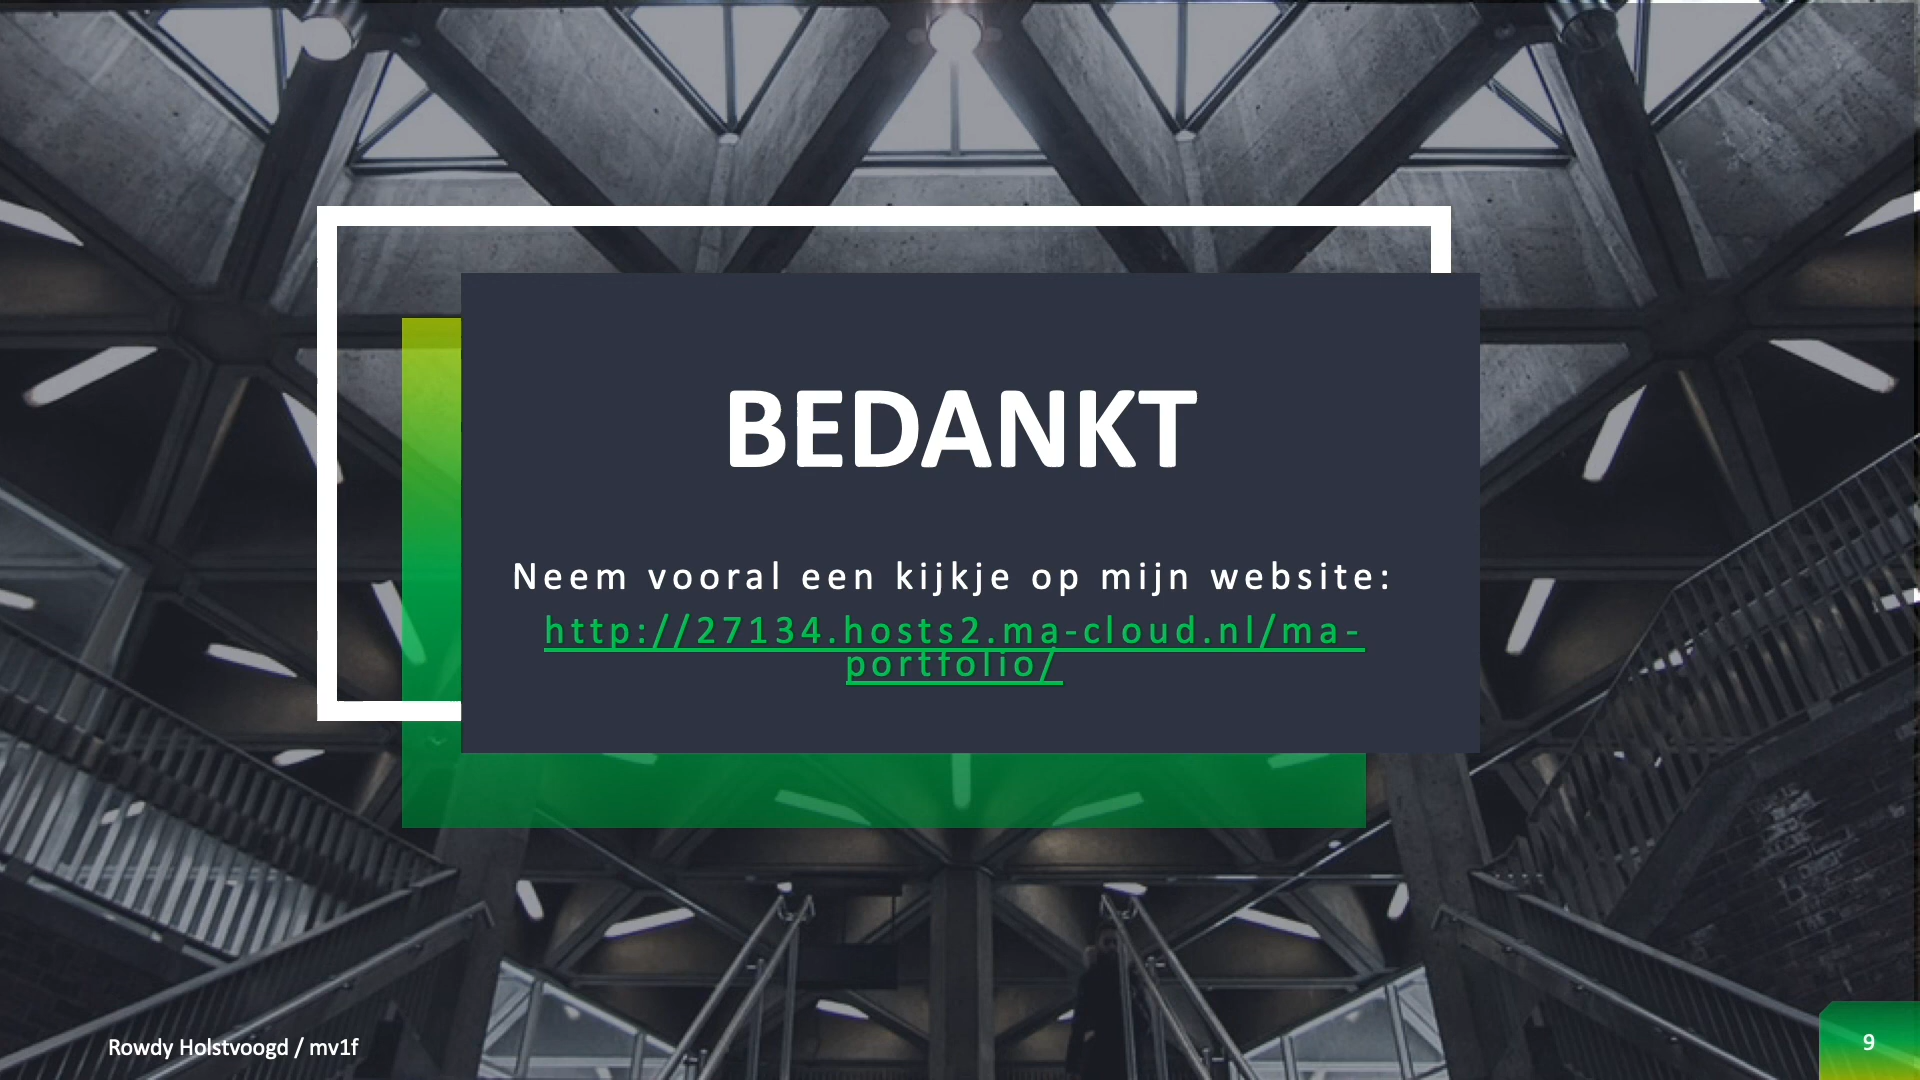 BEDANKT
Neem vooral een kijkje op mijn website:
http://27134.hosts2.ma-cloud.nl/ma-
portfolio/
Rowdy Holstvoogd / mv1f
9